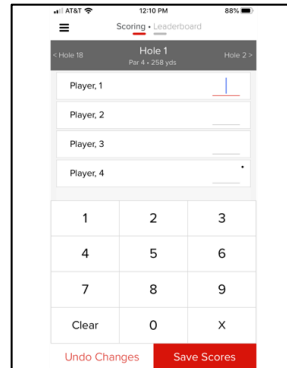 AT&T 12:10 PM 88%
Scoring • Leaderboard
< Hole 18 Hole 1 Hole 2 >
Par 4 • 258 yds
Player, 1
Player, 2
Player, 3
Player, 4
1 2 3
4 5 6
7 8 9
Clear 0 X
Undo Changes Save Scores